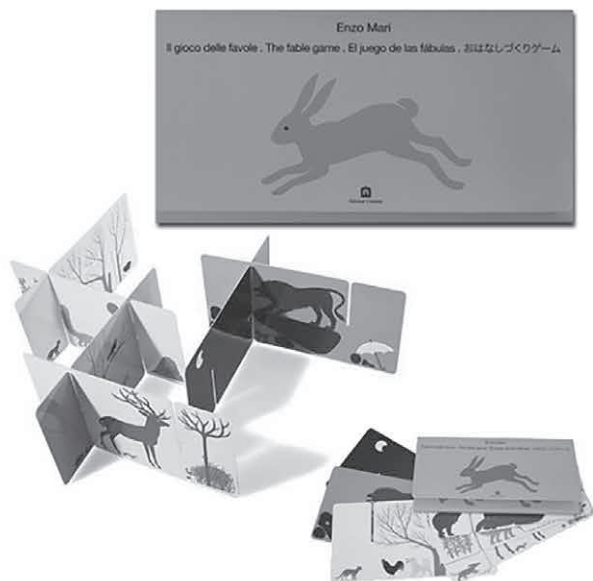 Enzo Mari
Il gioco delle favole . The fable game . El juego de las fábulas . おはなしづくりゲーム